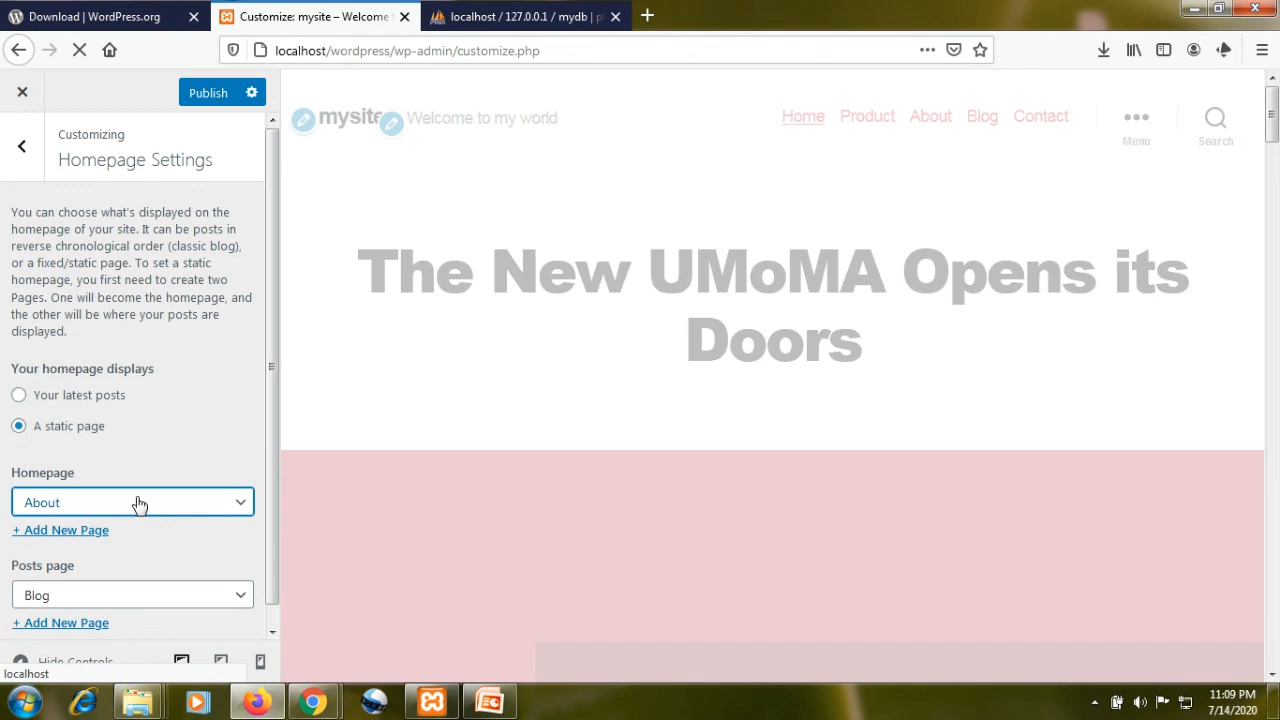 Download | WordPress.org
Customize: mysite – Welcome t
localhost / 127.0.0.1 / mydb | p
localhost/wordpress/wp-admin/customize.php
Publish
Customizing
Homepage Settings
You can choose what's displayed on the
homepage of your site. It can be posts in
reverse chronological order (classic blog),
or a fixed/static page. To set a static
homepage, you first need to create two
Pages. One will become the homepage, and
the other will be where your posts are
displayed.
Your homepage displays
Your latest posts
A static page
Homepage
About
+ Add New Page
Posts page
Blog
+ Add New Page
Hide Controls
localhost
mysite
Welcome to my world
Home Product About Blog Contact
Menu
Search
The New UMoMA Opens its
Doors
11:09 PM
7/14/2020